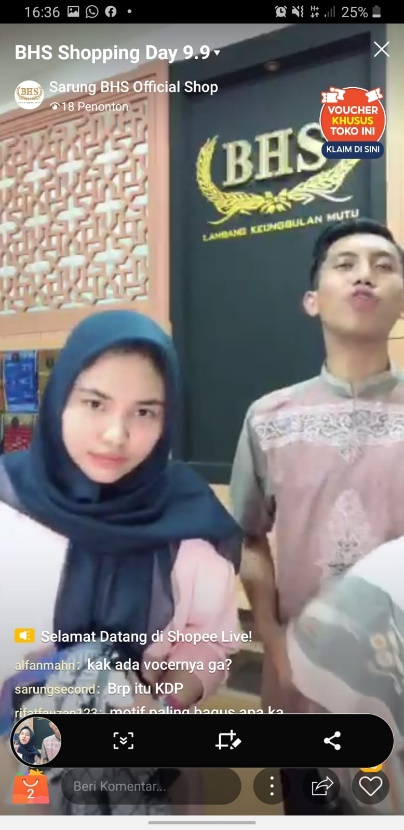 16:36
25%
BHS Shopping Day 9.9
Sarung BHS Official Shop
18 Penonton
VOUCHER
KHUSUS
TOKO INI
KLAIM DI SINI
BHS
BHS
LAMBANG KEUNGGULAN MUTU
Selamat Datang di Shopee Live!
alfanmahn: kak ada vocernya ga?
sarungsecond: Brp itu KDP
rifatfauzan123: motif paling bagus apa ka
2
Beri Komentar...